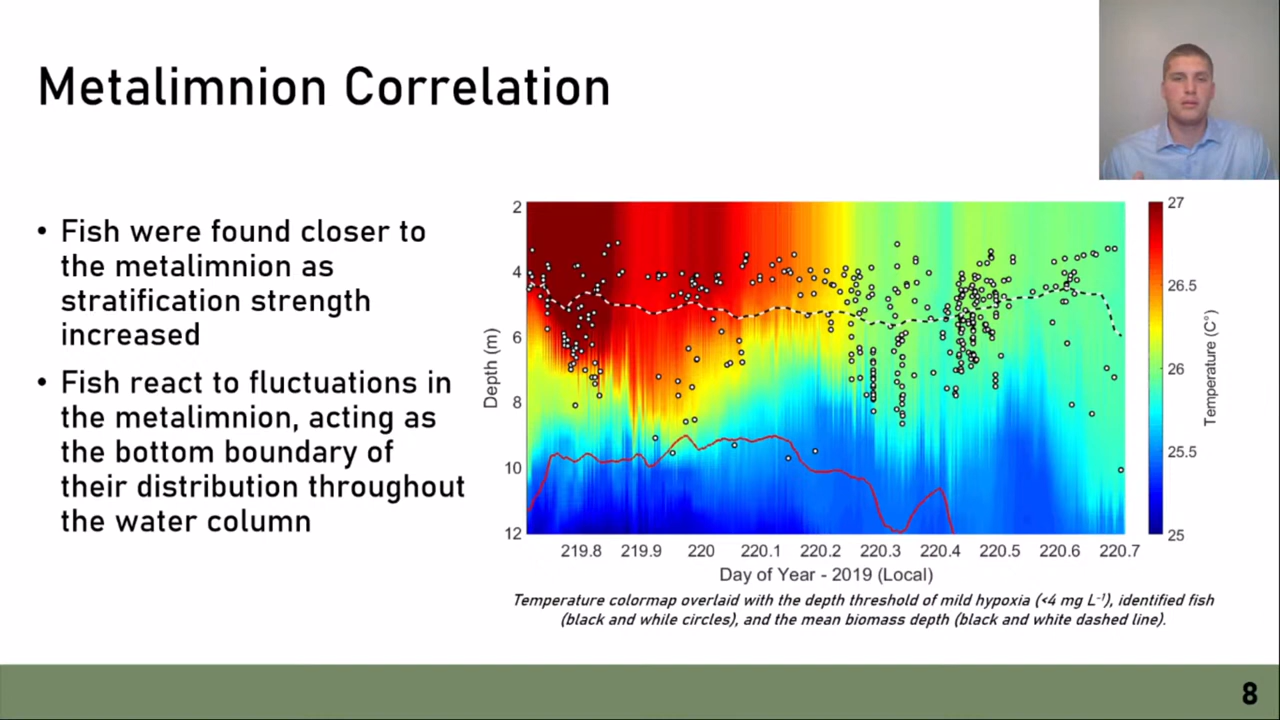 Metalimnion Correlation
• Fish were found closer to
the metalimnion as
stratification strength
increased
• Fish react to fluctuations in
the metalimnion, acting as
the bottom boundary of
their distribution throughout
the water column
Depth (m)
2
4
6
8
10
12
219.8 219.9 220 220.1 220.2 220.3 220.4 220.5 220.6 220.7
Day of Year - 2019 (Local)
27
26.5
26
25.5
25
Temperature (C°)
Temperature colormap overlaid with the depth threshold of mild hypoxia (<4 mg L⁻¹), identified fish
(black and while circles), and the mean biomass depth (black and white dashed line).
8